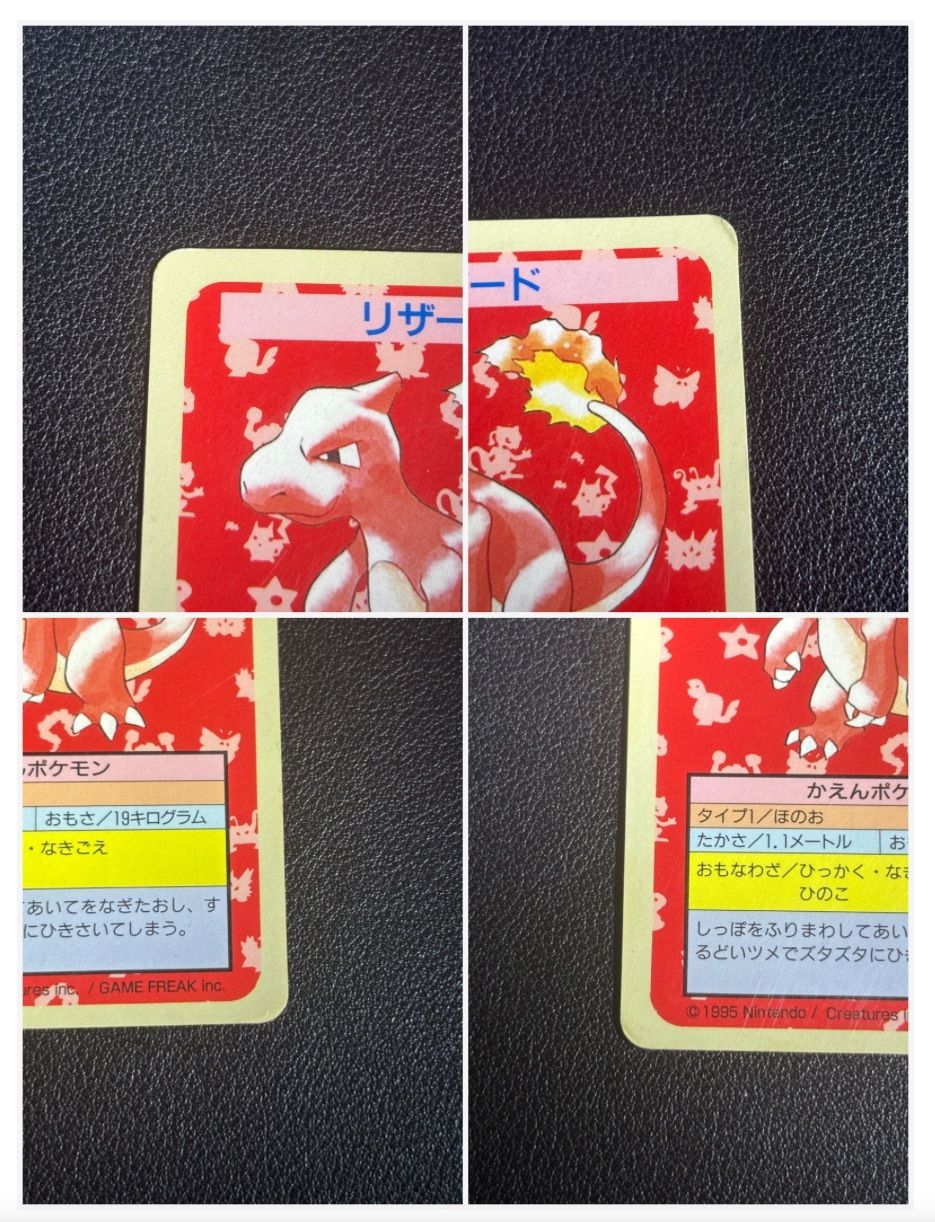 リザー
ード
ポケモン
おもさ／19キログラム
・なきごえ
あいてをなぎたおし、す
にひきさいてしまう。
ures inc. / GAME FREAK inc.
かえんポケ
タイプ1／ほのお
たかさ／1.1メートル
お
おもなわざ／ひっかく・なき
ひのこ
しっぽをふりまわしてあい
るどいツメでズタズタにひき
©1995 Nintendo / Creatures i